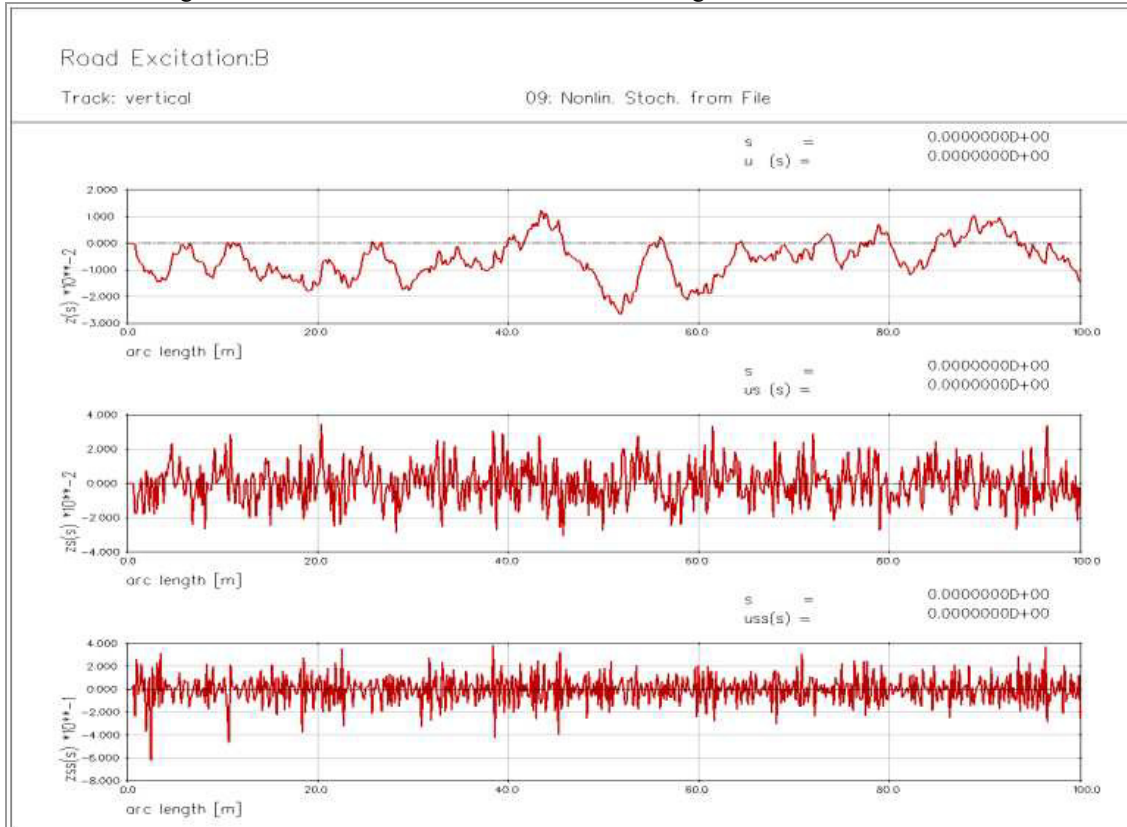 Road Excitation:B
Track: vertical 09: Nonlin. Stoch. from File
s = 0.0000000D+00
u (s) = 0.0000000D+00
z(s) *10**-2
2.000
1.000
0.000
-1.000
-2.000
-3.000
0.0 20.0 40.0 60.0 80.0 100.0
arc length [m]
s = 0.0000000D+00
us (s) = 0.0000000D+00
zs(s) *10**-2
4.000
2.000
0.000
-2.000
-4.000
0.0 20.0 40.0 60.0 80.0 100.0
arc length [m]
s = 0.0000000D+00
uss(s) = 0.0000000D+00
zss(s) *10**-1
4.000
2.000
0.000
-2.000
-4.000
-6.000
-8.000
0.0 20.0 40.0 60.0 80.0 100.0
arc length [m]